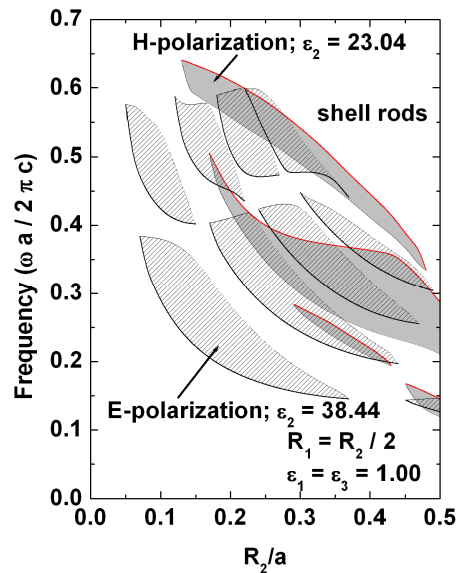 0.7
H-polarization; ε2 = 23.04
0.6
shell rods
0.5
0.4
Frequency (ω a / 2 π c)
0.3
0.2
E-polarization; ε2 = 38.44
R1 = R2 / 2
0.1
ε1 = ε3 = 1.00
0.0
0.0 0.1 0.2 0.3 0.4 0.5
R2/a